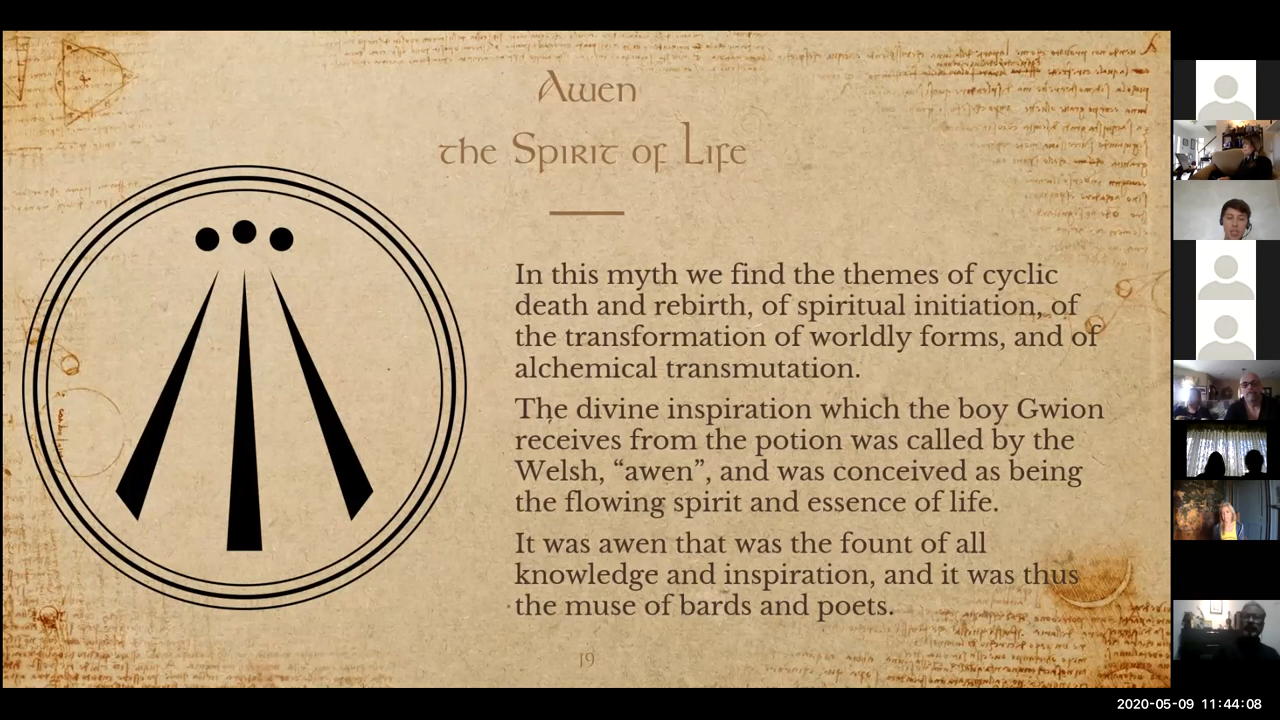 Awen
the Spirit of Life
In this myth we find the themes of cyclic
death and rebirth, of spiritual initiation, of
the transformation of worldly forms, and of
alchemical transmutation.
The divine inspiration which the boy Gwion
receives from the potion was called by the
Welsh, “awen”, and was conceived as being
the flowing spirit and essence of life.
It was awen that was the fount of all
knowledge and inspiration, and it was thus
the muse of bards and poets.
19
2020-05-09 11:44:08